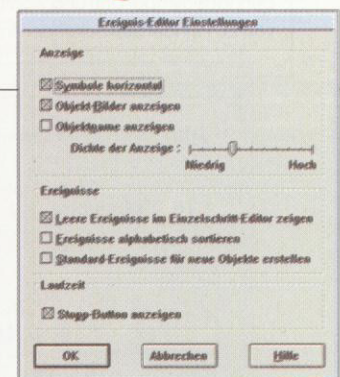 Ereignis-Editor Einstellungen
Anzeige
Symbole horizontal
Objekt-Bilder anzeigen
Objektname anzeigen
Dichte der Anzeige :
Niedrig Hoch
Ereignisse
Leere Ereignisse im Einzelschritt-Editor zeigen
Ereignisse alphabetisch sortieren
Standard-Ereignisse für neue Objekte erstellen
Laufzeit
Stopp-Button anzeigen
OK Abbrechen Hilfe